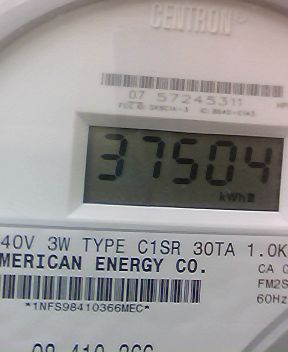 CENTRON®
07 57245311
37504
kWh
40V 3W TYPE C1SR 30TA 1.0K
MERICAN ENERGY CO.
CA 0
FM2S
60Hz
*1NFS98410366MEC*